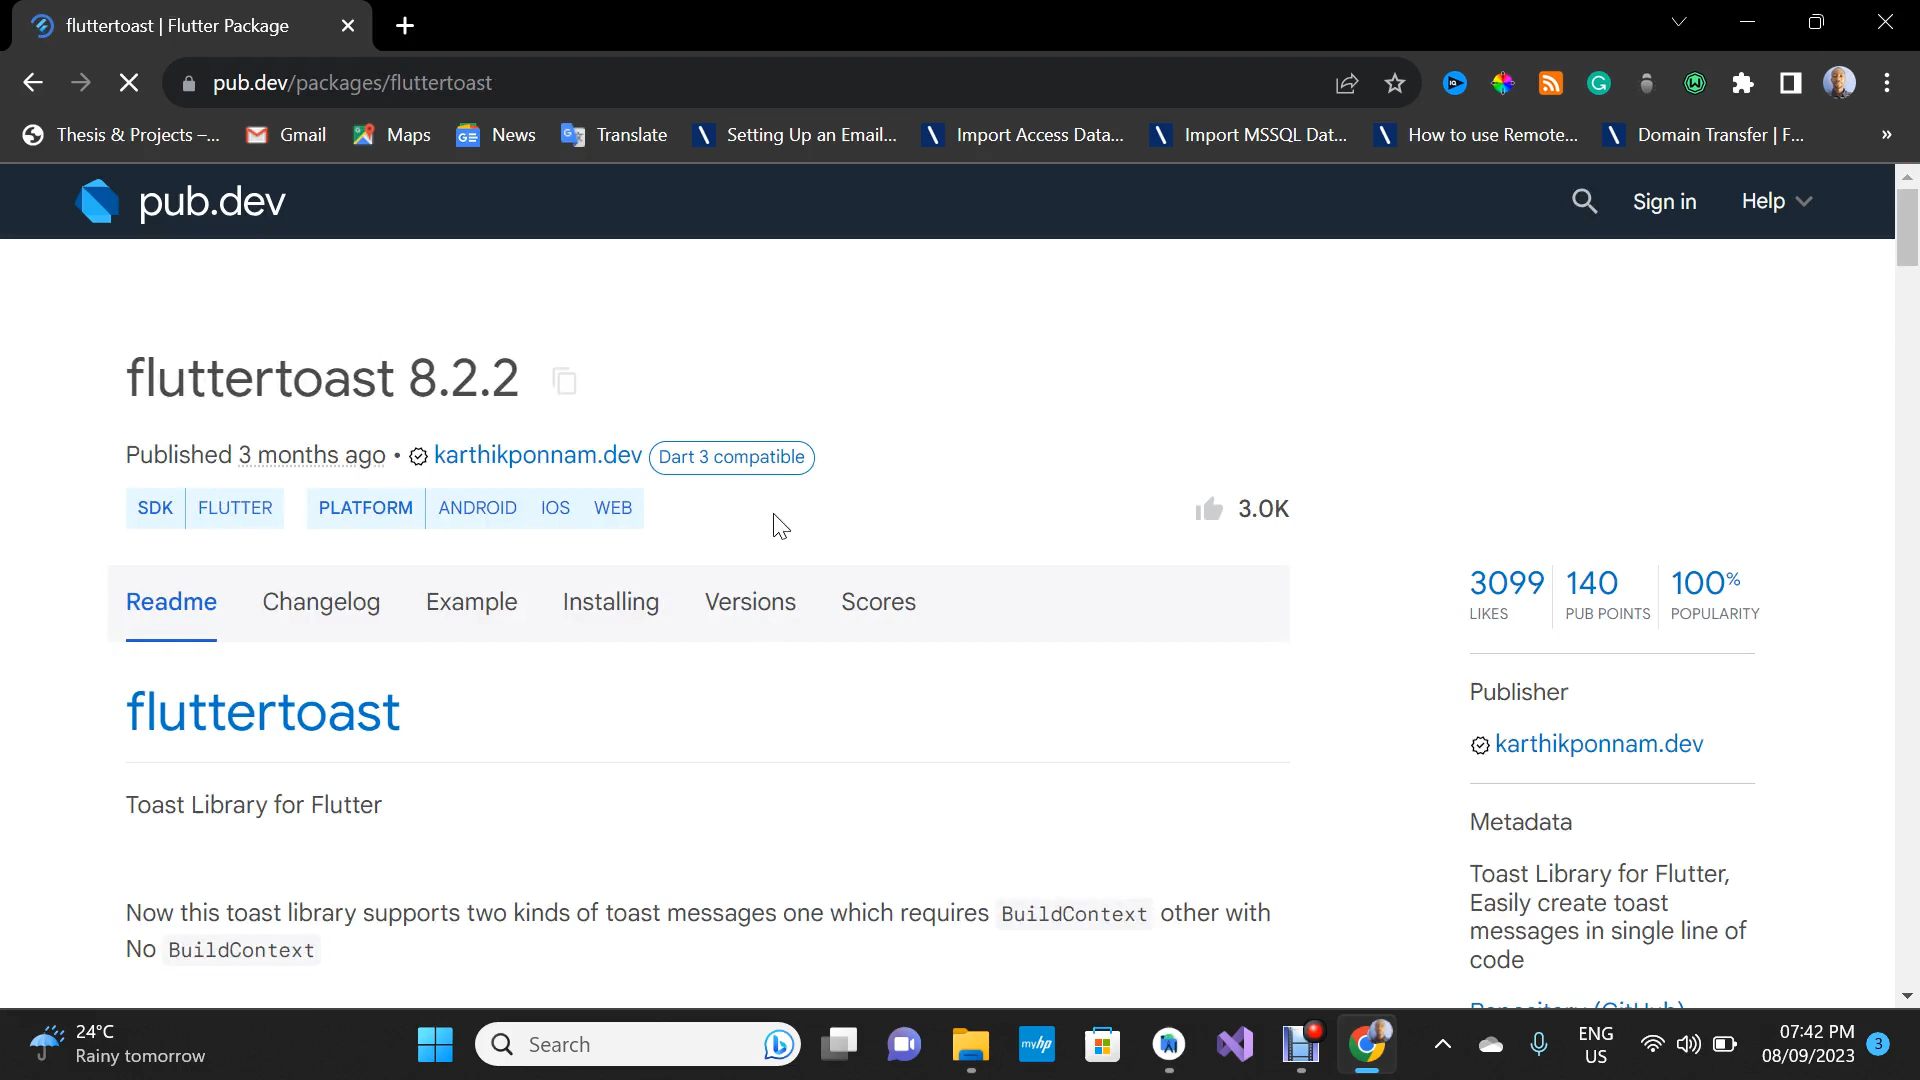 fluttertoast | Flutter Package
pub.dev/packages/fluttertoast
Thesis & Projects –... Gmail Maps News Translate Setting Up an Email... Import Access Data... Import MSSQL Dat... How to use Remote... Domain Transfer | F... »
pub.dev Sign in Help
fluttertoast 8.2.2
Published 3 months ago • karthikponnam.dev Dart 3 compatible
SDK FLUTTER PLATFORM ANDROID IOS WEB 3.0K
3099 140 100%
LIKES PUB POINTS POPULARITY
Readme Changelog Example Installing Versions Scores
fluttertoast
Publisher
karthikponnam.dev
Toast Library for Flutter
Metadata
Toast Library for Flutter,
Easily create toast
messages in single line of
code
Now this toast library supports two kinds of toast messages one which requires BuildContext other with
No BuildContext
Repository (GitHub)
24°C
Rainy tomorrow
Search
myhp
ENG
US
07:42 PM
08/09/2023
3